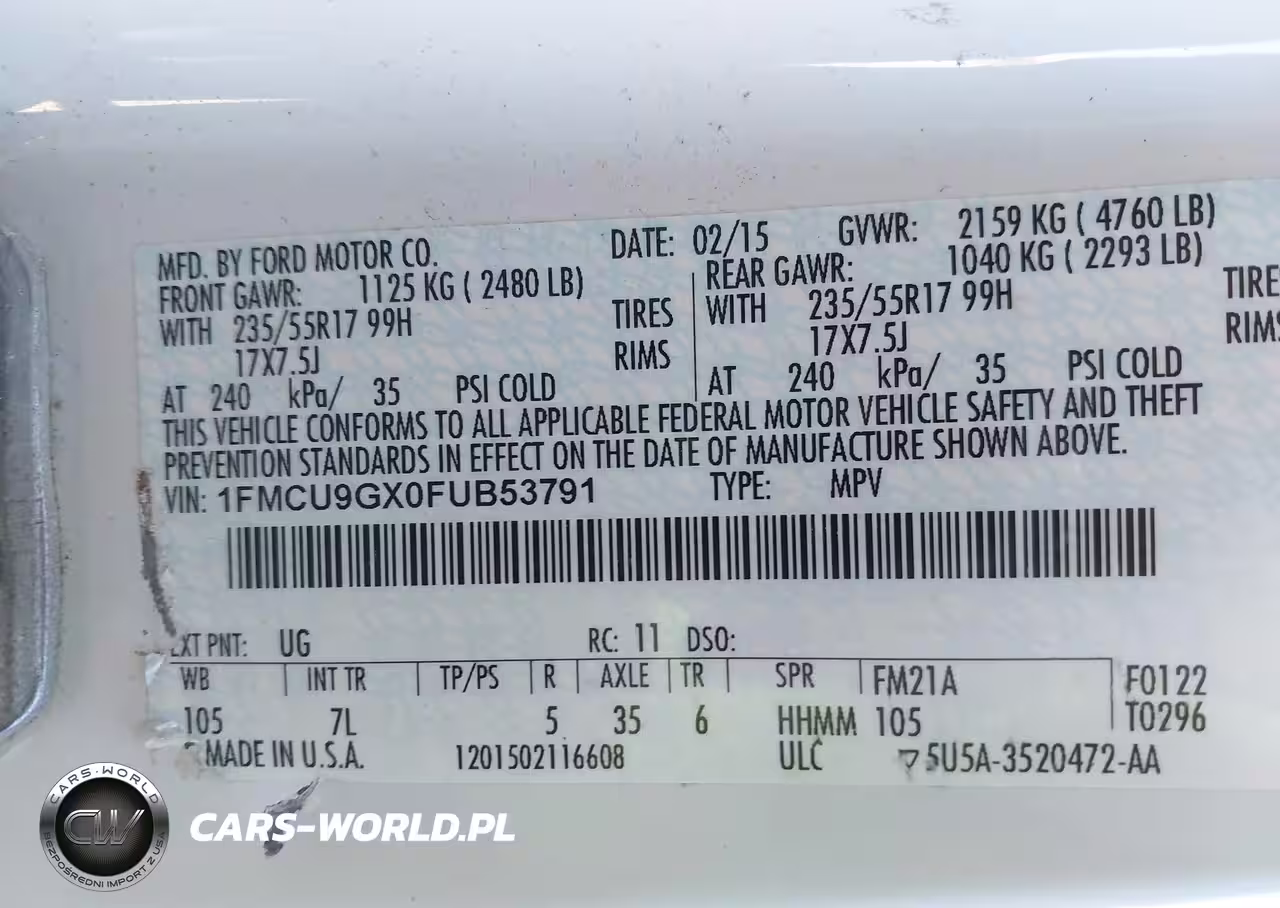 MFD. BY FORD MOTOR CO. DATE: 02/15 GVWR: 2159 KG ( 4760 LB)
FRONT GAWR: 1125 KG ( 2480 LB) REAR GAWR: 1040 KG ( 2293 LB)
WITH 235/55R17 99H TIRES WITH 235/55R17 99H TIRE
17X7.5J RIMS 17X7.5J RIMS
AT 240 kPa/ 35 PSI COLD AT 240 kPa/ 35 PSI COLD
THIS VEHICLE CONFORMS TO ALL APPLICABLE FEDERAL MOTOR VEHICLE SAFETY AND THEFT
PREVENTION STANDARDS IN EFFECT ON THE DATE OF MANUFACTURE SHOWN ABOVE.
VIN: 1FMCU9GX0FUB53791 TYPE: MPV
EXT PNT: UG RC: 11 DSO:
WB INT TR TP/PS R AXLE TR SPR FM21A F0122
105 7L 5 35 6 HHMM 105 T0296
MADE IN U.S.A. 1201502116608 ULC 5U5A-3520472-AA
CARS-WORLD
CW
BEZPOŚREDNI IMPORT Z USA
CARS-WORLD.PL